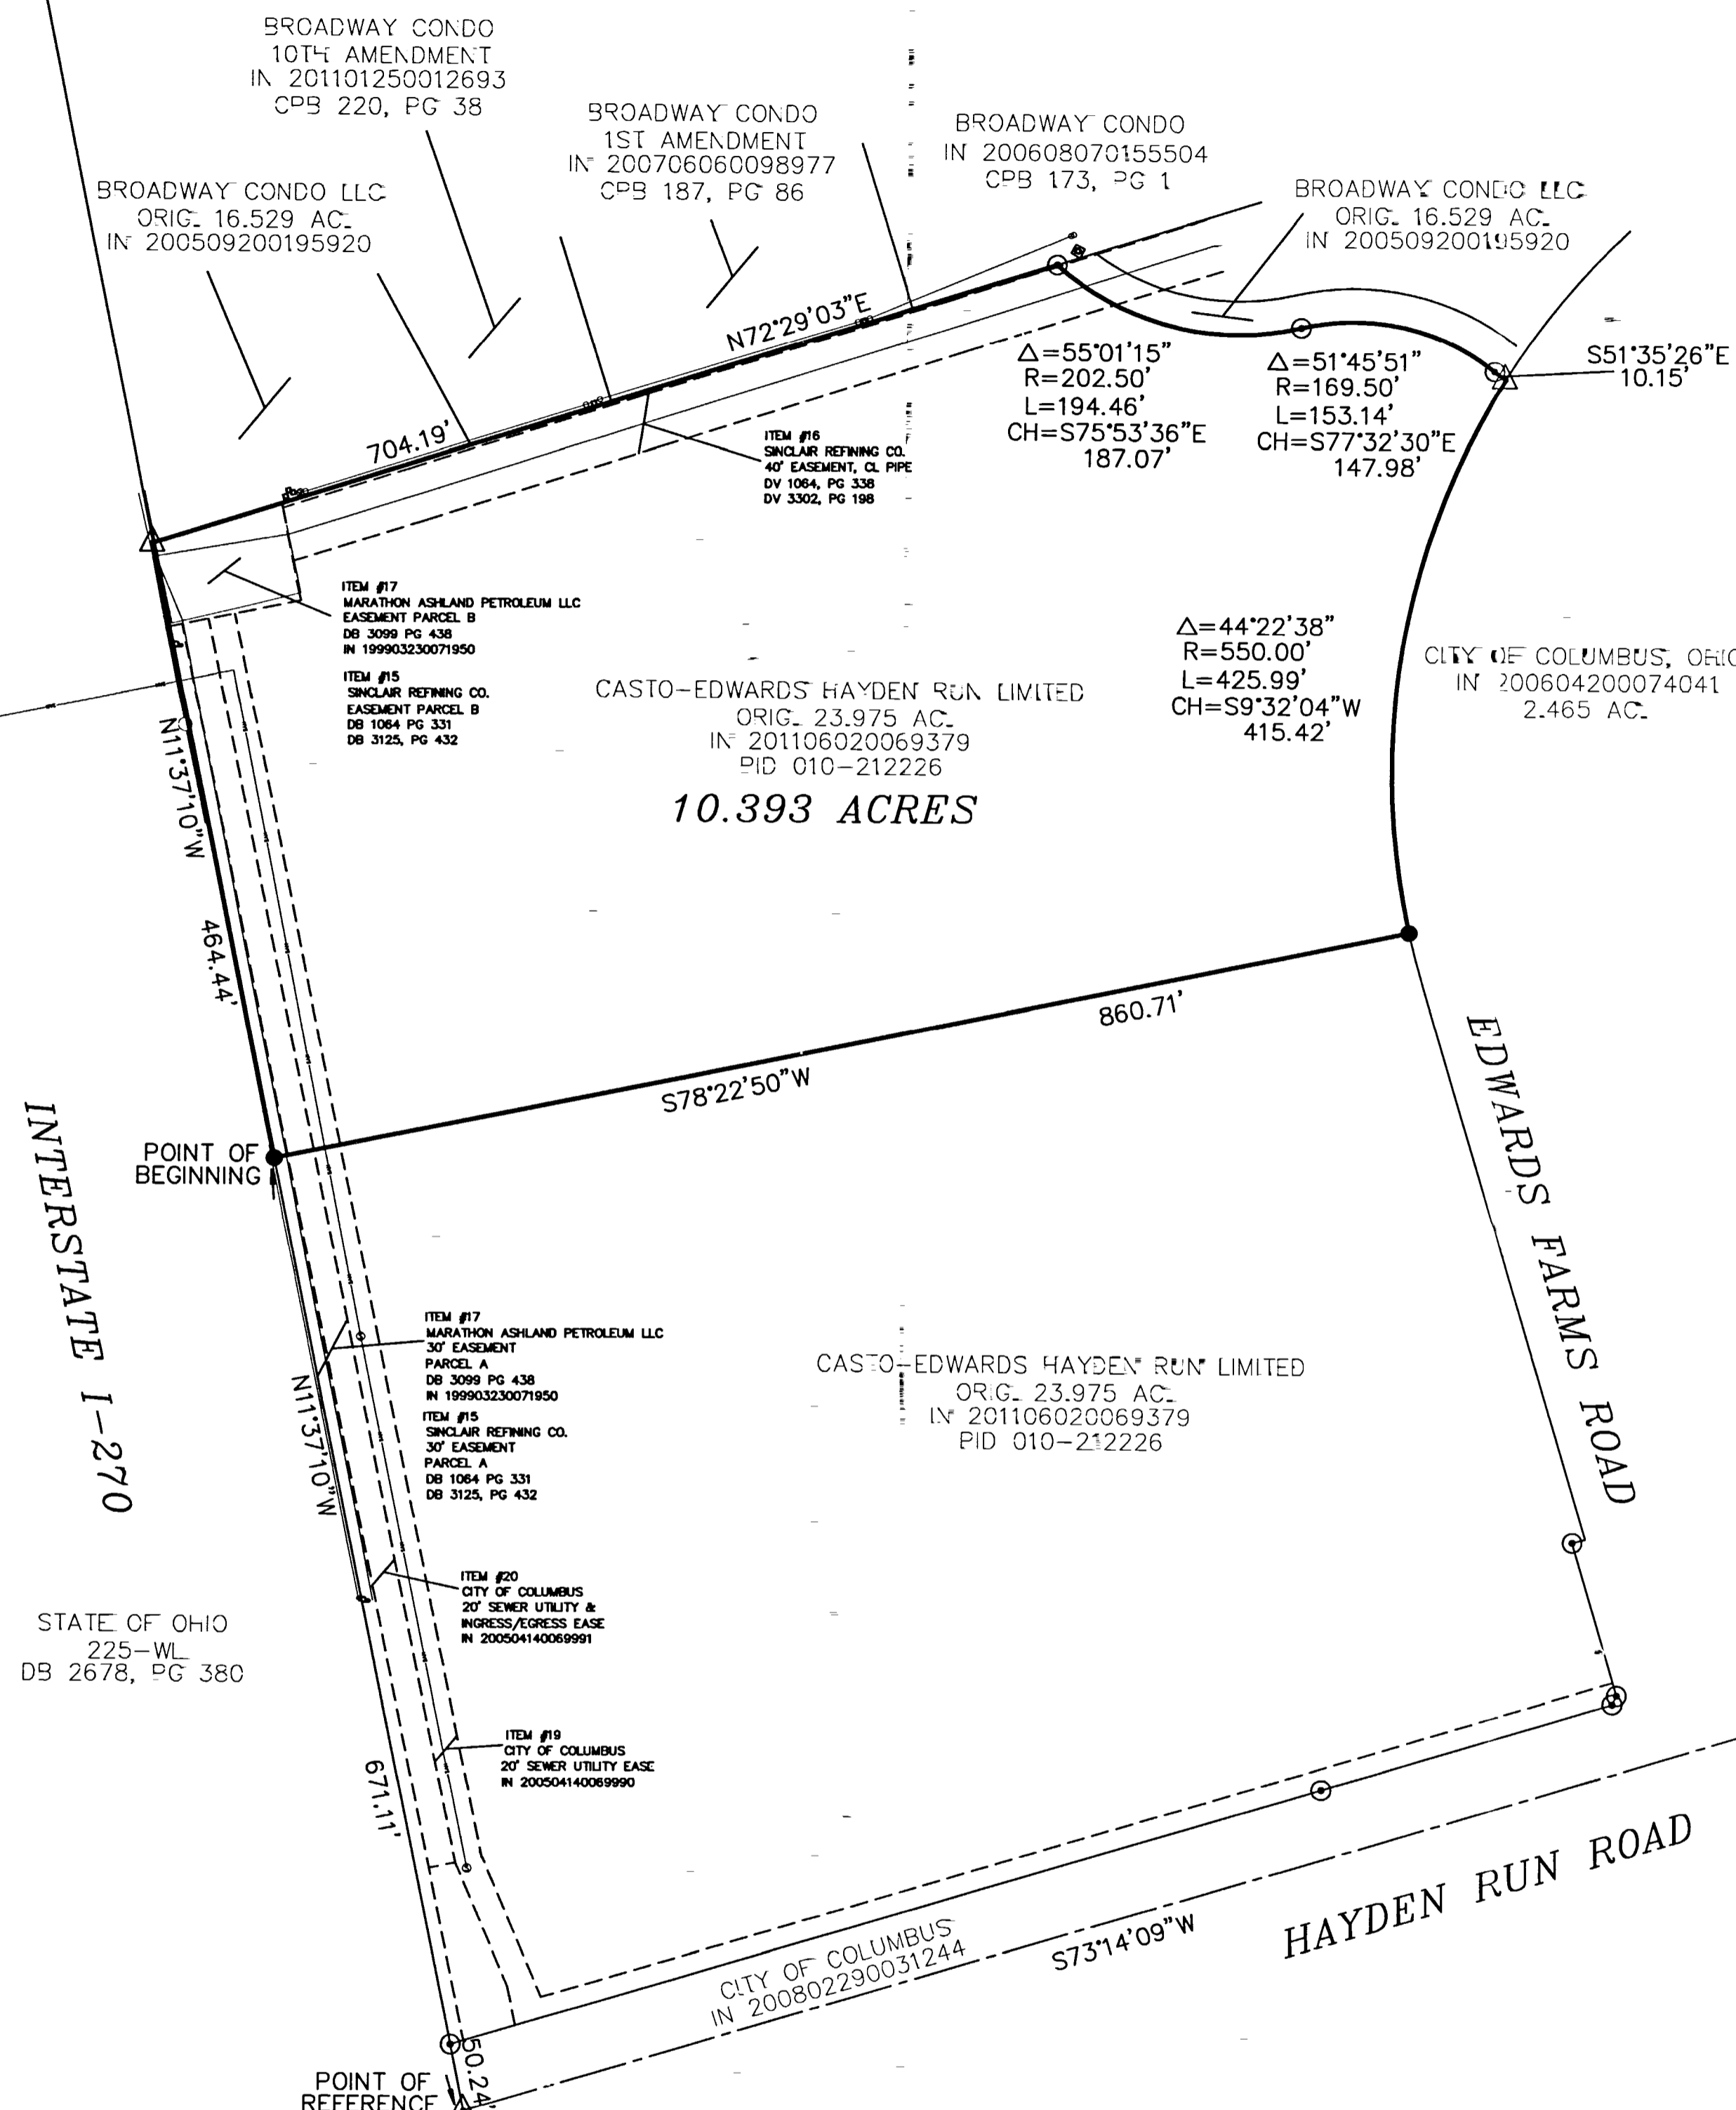 BROADWAY CONDO
10TH AMENDMENT
IN 201101250012693
CPB 220, PG 38
BROADWAY CONDO
1ST AMENDMENT
IN 200706060098977
CPB 187, PG 86
BROADWAY CONDO
IN 200608070155504
CPB 173, PG 1
BROADWAY CONDO LLC
ORIG. 16.529 AC.
IN 200509200195920
BROADWAY CONDO LLC
ORIG. 16.529 AC.
IN 200509200195920
N72°29'03"E
704.19'
Δ=55°01'15"
R=202.50'
L=194.46'
CH=S75°53'36"E
187.07'
Δ=51°45'51"
R=169.50'
L=153.14'
CH=S77°32'30"E
147.98'
S51°35'26"E
10.15'
ITEM #16
SINCLAIR REFINING CO.
40' EASEMENT, CL PIPE
DV 1064, PG 338
DV 3302, PG 198
ITEM #17
MARATHON ASHLAND PETROLEUM LLC
EASEMENT PARCEL B
DB 3099 PG 438
IN 199903230071950
ITEM #15
SINCLAIR REFINING CO.
EASEMENT PARCEL B
DB 1064 PG 331
DB 3125, PG 432
CASTO-EDWARDS HAYDEN RUN LIMITED
ORIG. 23.975 AC.
IN 201106020069379
PID 010-212226
10.393 ACRES
Δ=44°22'38"
R=550.00'
L=425.99'
CH=S9°32'04"W
415.42'
CITY OF COLUMBUS, OHIO
IN 200604200074041
2.465 AC.
N11°37'10"W
464.44'
860.71'
S78°22'50"W
POINT OF
BEGINNING
INTERSTATE I-270
EDWARDS FARMS ROAD
ITEM #17
MARATHON ASHLAND PETROLEUM LLC
30' EASEMENT
PARCEL A
DB 3099 PG 438
IN 199903230071950
ITEM #15
SINCLAIR REFINING CO.
30' EASEMENT
PARCEL A
DB 1064 PG 331
DB 3125, PG 432
CASTO-EDWARDS HAYDEN RUN LIMITED
ORIG. 23.975 AC.
IN 201106020069379
PID 010-212226
N11°37'10"W
ITEM #20
CITY OF COLUMBUS
20' SEWER UTILITY &
INGRESS/EGRESS EASE
IN 200504140069991
STATE OF OHIO
225-WL
DB 2678, PG 380
ITEM #19
CITY OF COLUMBUS
20' SEWER UTILITY EASE
IN 200504140069990
671.11'
HAYDEN RUN ROAD
S73°14'09"W
CITY OF COLUMBUS
IN 200802290031244
50.24'
POINT OF
REFERENCE